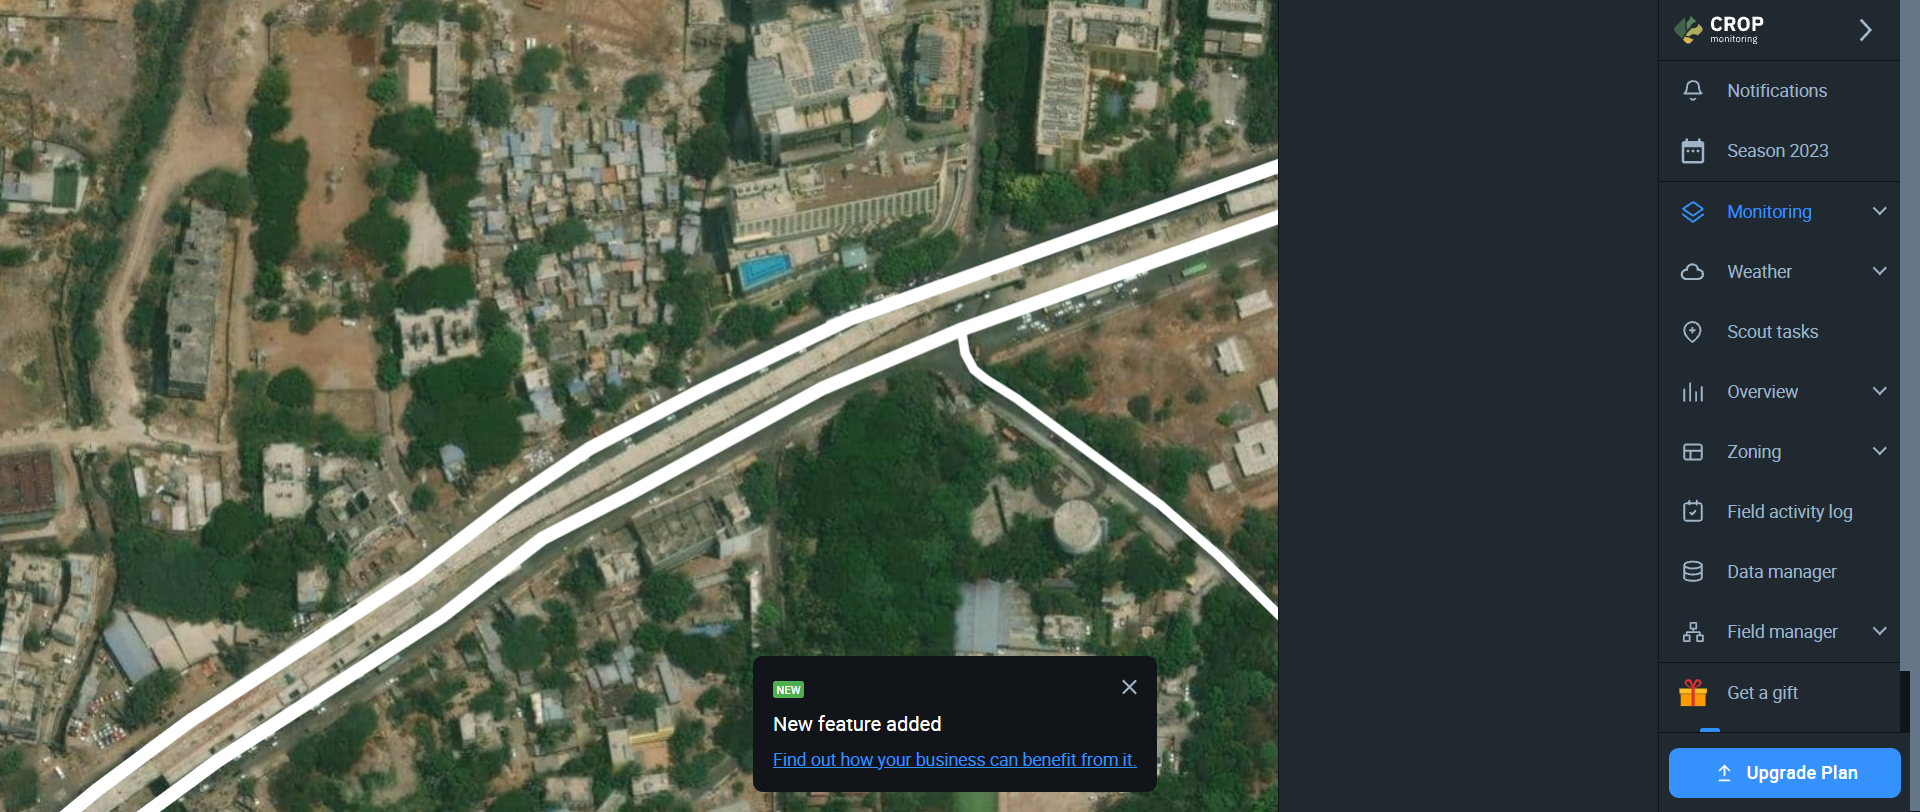 CROP
monitoring
Notifications
Season 2023
Monitoring
Weather
Scout tasks
Overview
Zoning
Field activity log
Data manager
Field manager
Get a gift
Upgrade Plan
NEW
New feature added
Find out how your business can benefit from it.